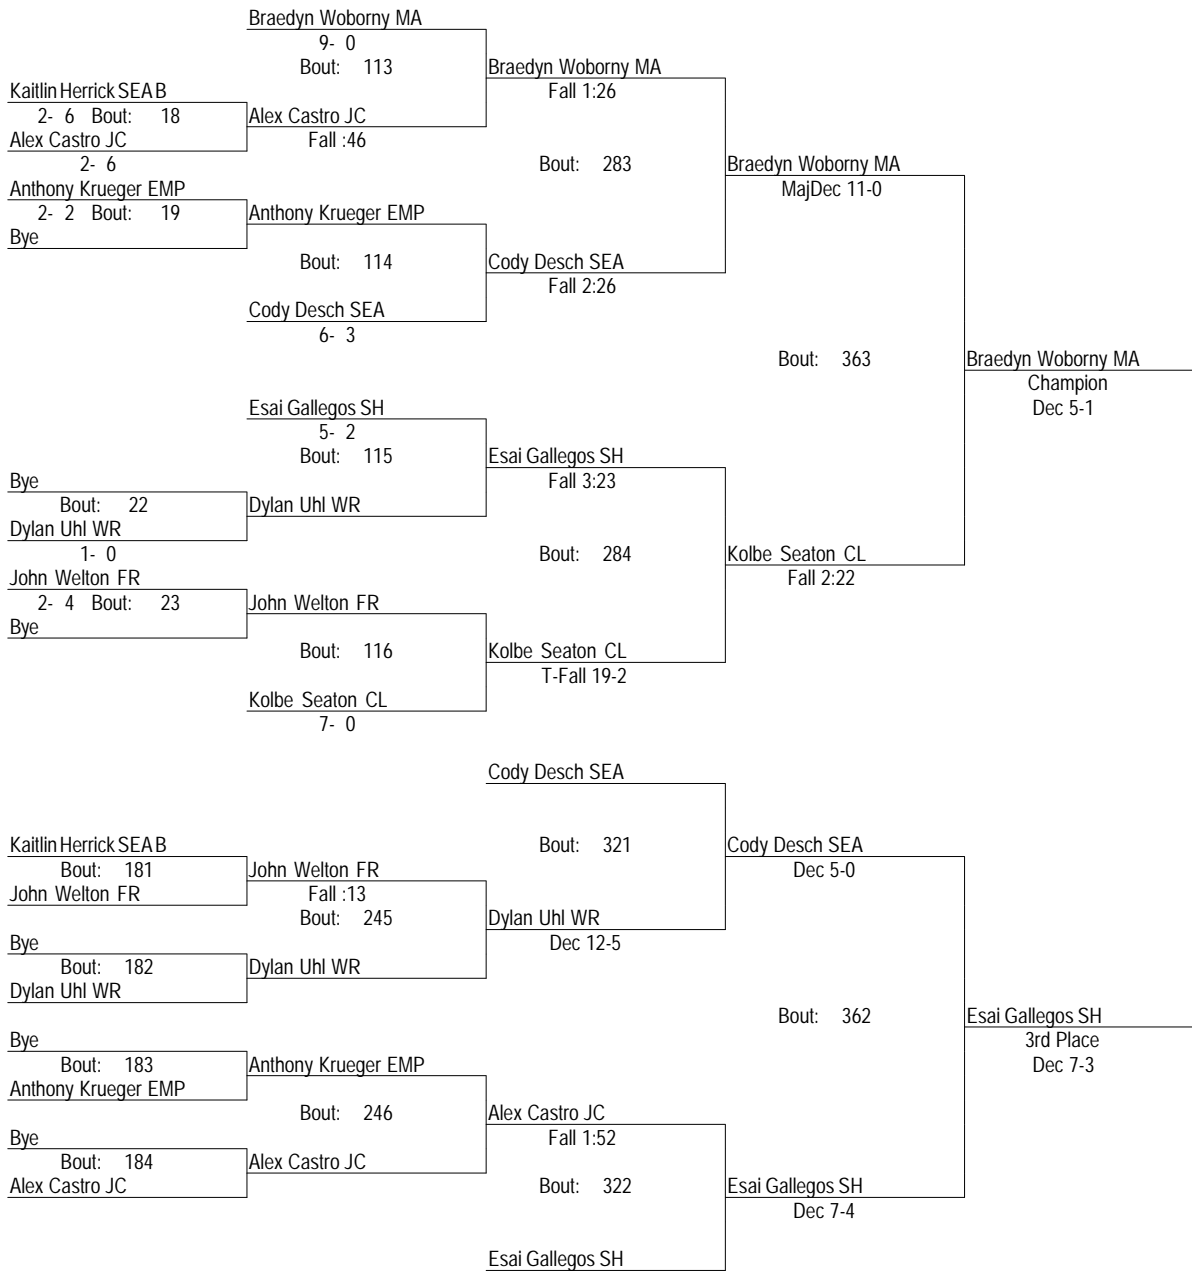 Braedyn Woborny MA
9- 0
Bout: 113
Braedyn Woborny MA
Fall 1:26
Kaitlin Herrick SEA B
2- 6 Bout: 18
Alex Castro JC
Fall :46
Alex Castro JC
2- 6
Bout: 283
Braedyn Woborny MA
MajDec 11-0
Anthony Krueger EMP
2- 2 Bout: 19
Anthony Krueger EMP
Bye
Bout: 114
Cody Desch SEA
Fall 2:26
Cody Desch SEA
6- 3
Bout: 363
Braedyn Woborny MA
Champion
Dec 5-1
Esai Gallegos SH
5- 2
Bout: 115
Esai Gallegos SH
Fall 3:23
Bye
Bout: 22
Dylan Uhl WR
Dylan Uhl WR
1- 0
Bout: 284
Kolbe Seaton CL
Fall 2:22
John Welton FR
2- 4 Bout: 23
John Welton FR
Bye
Bout: 116
Kolbe Seaton CL
T-Fall 19-2
Kolbe Seaton CL
7- 0
Cody Desch SEA
Bout: 321
Cody Desch SEA
Dec 5-0
Kaitlin Herrick SEA B
Bout: 181
John Welton FR
John Welton FR
Fall :13
Bout: 245
Dylan Uhl WR
Dec 12-5
Bye
Bout: 182
Dylan Uhl WR
Dylan Uhl WR
Bout: 362
Esai Gallegos SH
3rd Place
Dec 7-3
Bye
Bout: 183
Anthony Krueger EMP
Anthony Krueger EMP
Bout: 246
Alex Castro JC
Fall 1:52
Bye
Bout: 184
Alex Castro JC
Alex Castro JC
Bout: 322
Esai Gallegos SH
Dec 7-4
Esai Gallegos SH